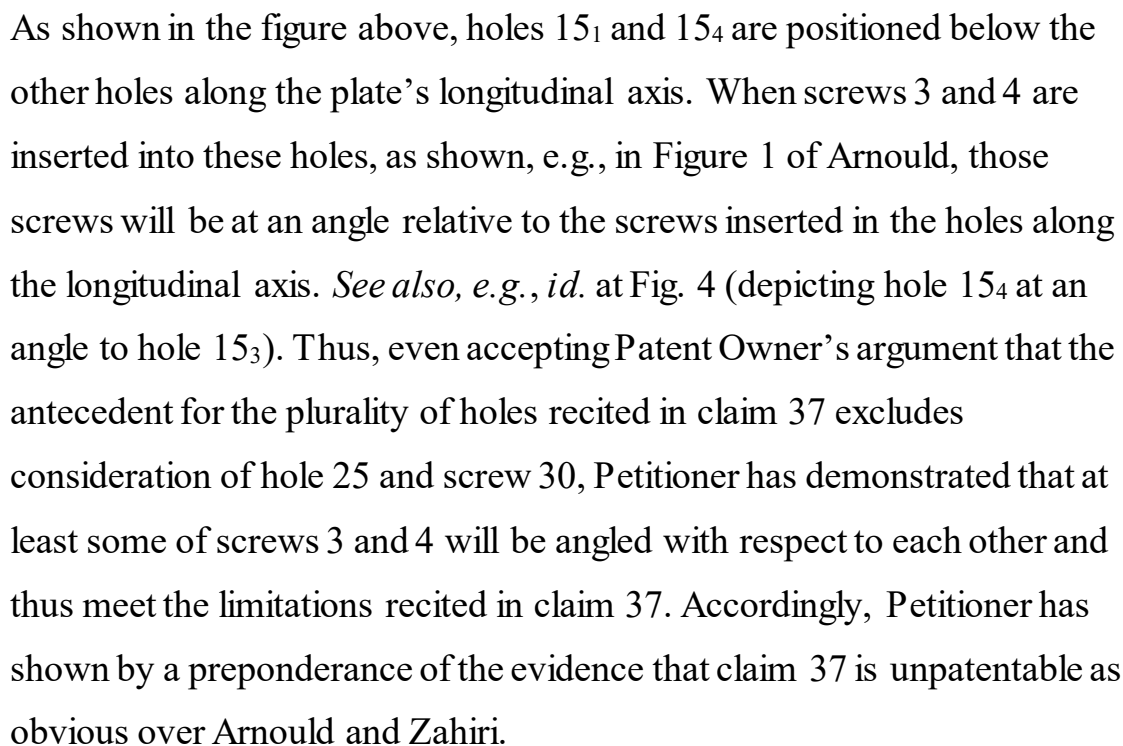 As shown in the figure above, holes 15₁ and 15₄ are positioned below the
other holes along the plate’s longitudinal axis. When screws 3 and 4 are
inserted into these holes, as shown, e.g., in Figure 1 of Arnould, those
screws will be at an angle relative to the screws inserted in the holes along
the longitudinal axis. See also, e.g., id. at Fig. 4 (depicting hole 15₄ at an
angle to hole 15₃). Thus, even accepting Patent Owner’s argument that the
antecedent for the plurality of holes recited in claim 37 excludes
consideration of hole 25 and screw 30, Petitioner has demonstrated that at
least some of screws 3 and 4 will be angled with respect to each other and
thus meet the limitations recited in claim 37. Accordingly, Petitioner has
shown by a preponderance of the evidence that claim 37 is unpatentable as
obvious over Arnould and Zahiri.